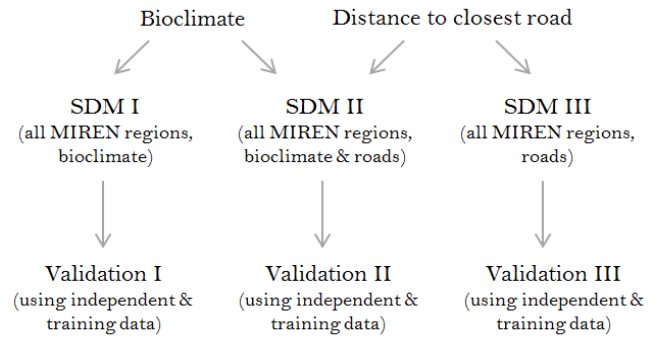 Bioclimate
Distance to closest road
SDM I
(all MIREN regions,
bioclimate)
SDM II
(all MIREN regions,
bioclimate & roads)
SDM III
(all MIREN regions,
roads)
Validation I
(using independent &
training data)
Validation II
(using independent &
training data)
Validation III
(using independent &
training data)